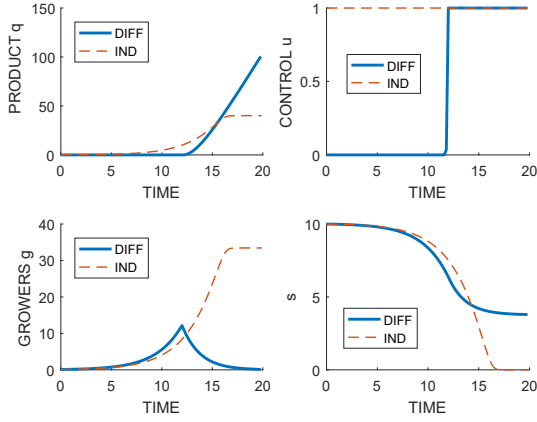 PRODUCT q
150
100
50
0
0 5 10 15 20
TIME
DIFF
IND
CONTROL u
1
0.5
0
0 5 10 15 20
TIME
DIFF
IND
GROWERS g
40
30
20
10
0
0 5 10 15 20
TIME
DIFF
IND
s
10
5
0
0 5 10 15 20
TIME
DIFF
IND